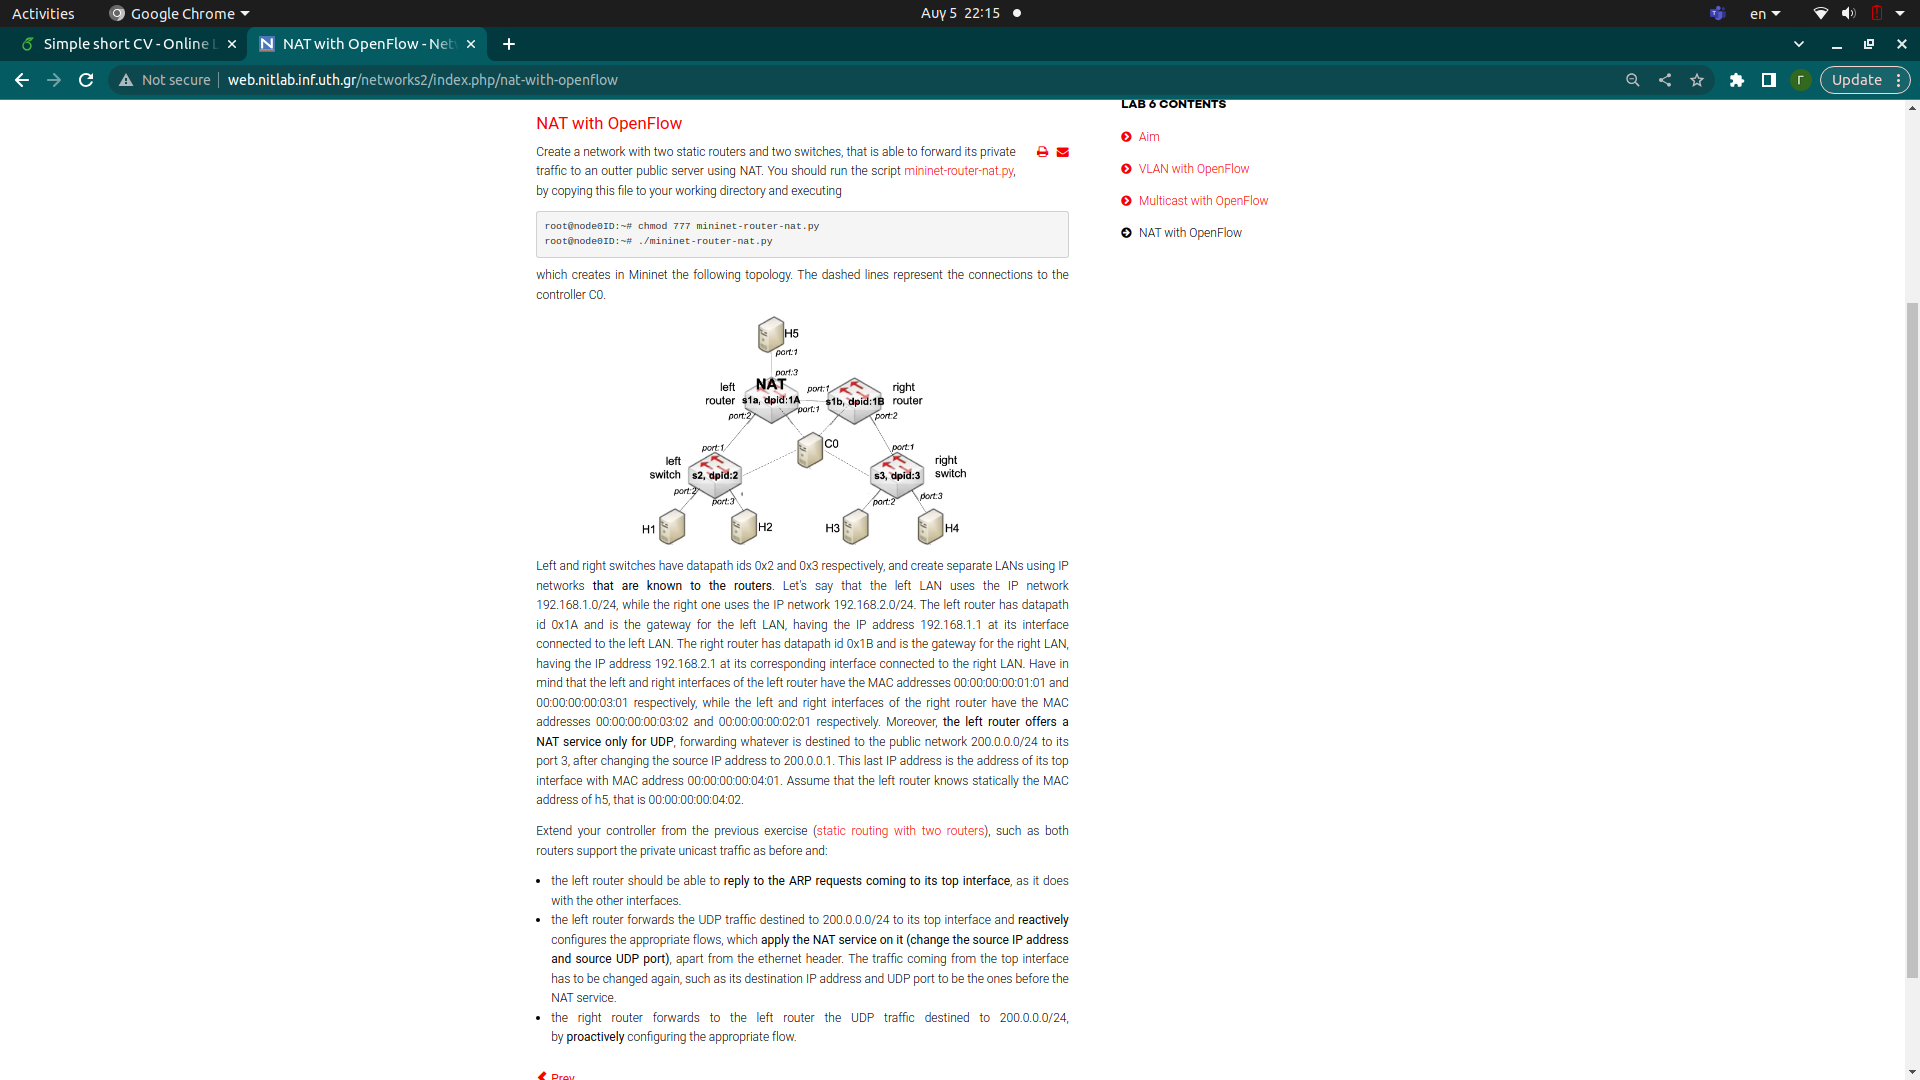 Activities
Google Chrome
Αυγ 5 22:15
en
Simple short CV - Online L
NAT with OpenFlow - Netw
Not secure
web.nitlab.inf.uth.gr/networks2/index.php/nat-with-openflow
Γ
Update
LAB 6 CONTENTS
Aim
VLAN with OpenFlow
Multicast with OpenFlow
NAT with OpenFlow
NAT with OpenFlow
Create a network with two static routers and two switches, that is able to forward its private
traffic to an outter public server using NAT. You should run the script mininet-router-nat.py,
by copying this file to your working directory and executing
root@node0ID:~# chmod 777 mininet-router-nat.py
root@node0ID:~# ./mininet-router-nat.py
which creates in Mininet the following topology. The dashed lines represent the connections to the
controller C0.
H5
port:1
port:3
NAT
left
router
s1a, dpid:1A
port:1
port:1
s1b, dpid:1B
right
router
port:2
port:2
C0
port:1
port:1
left
switch
s2, dpid:2
right
switch
s3, dpid:3
port:2
port:3
port:2
port:3
H1
H2
H3
H4
Left and right switches have datapath ids 0x2 and 0x3 respectively, and create separate LANs using IP
networks that are known to the routers. Let's say that the left LAN uses the IP network
192.168.1.0/24, while the right one uses the IP network 192.168.2.0/24. The left router has datapath
id 0x1A and is the gateway for the left LAN, having the IP address 192.168.1.1 at its interface
connected to the left LAN. The right router has datapath id 0x1B and is the gateway for the right LAN,
having the IP address 192.168.2.1 at its corresponding interface connected to the right LAN. Have in
mind that the left and right interfaces of the left router have the MAC addresses 00:00:00:00:01:01 and
00:00:00:00:03:01 respectively, while the left and right interfaces of the right router have the MAC
addresses 00:00:00:00:03:02 and 00:00:00:00:02:01 respectively. Moreover, the left router offers a
NAT service only for UDP, forwarding whatever is destined to the public network 200.0.0.0/24 to its
port 3, after changing the source IP address to 200.0.0.1. This last IP address is the address of its top
interface with MAC address 00:00:00:00:04:01. Assume that the left router knows statically the MAC
address of h5, that is 00:00:00:00:04:02.
Extend your controller from the previous exercise (static routing with two routers), such as both
routers support the private unicast traffic as before and:
• the left router should be able to reply to the ARP requests coming to its top interface, as it does
with the other interfaces.
• the left router forwards the UDP traffic destined to 200.0.0.0/24 to its top interface and reactively
configures the appropriate flows, which apply the NAT service on it (change the source IP address
and source UDP port), apart from the ethernet header. The traffic coming from the top interface
has to be changed again, such as its destination IP address and UDP port to be the ones before the
NAT service.
• the right router forwards to the left router the UDP traffic destined to 200.0.0.0/24,
by proactively configuring the appropriate flow.
Prev